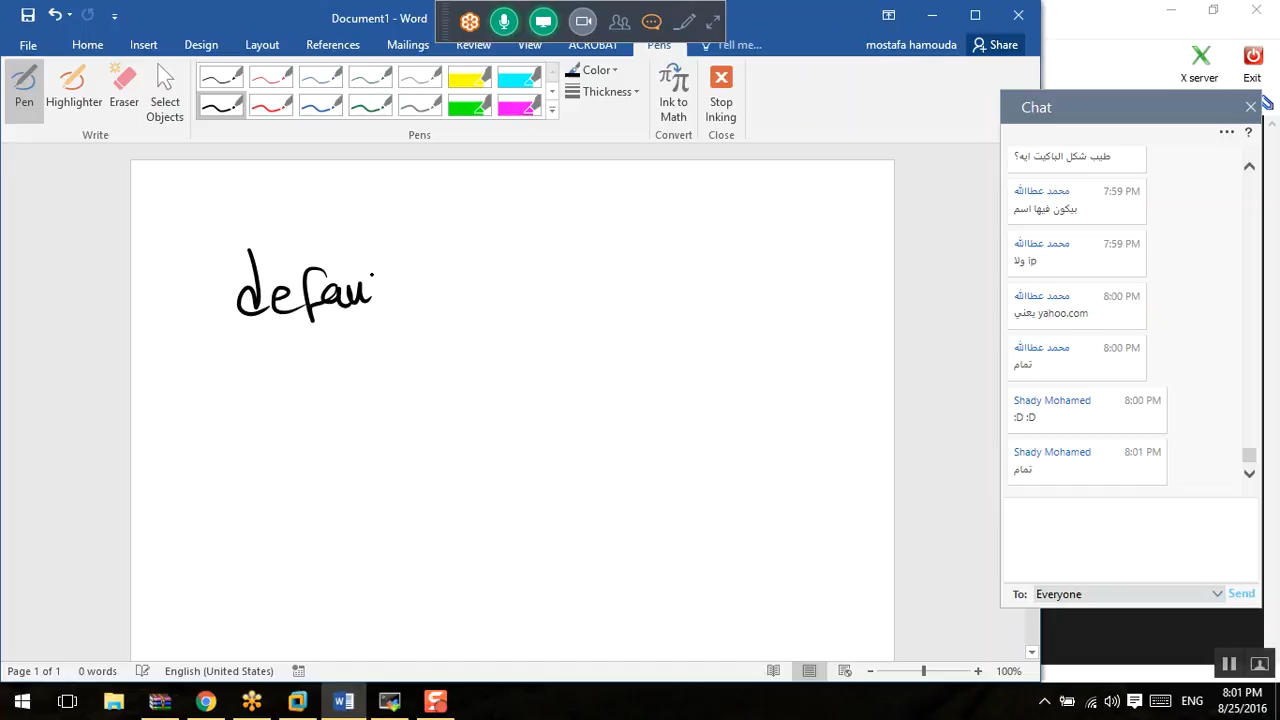 Document1 - Word
File
Home
Insert
Design
Layout
References
Mailings
Review
View
ACROBAT
Pens
Tell me...
mostafa hamouda
Share
Pen
Highlighter
Eraser
Select Objects
Color
Thickness
Ink to Math
Stop Inking
Write
Pens
Convert
Close
X server
Exit
Chat
... ?
طيب شكل الباكيت ايه؟
محمد عطاالله 7:59 PM
بيكون فيها اسم
محمد عطاالله 7:59 PM
ولا ip
محمد عطاالله 8:00 PM
يعني yahoo.com
محمد عطاالله 8:00 PM
تمام
Shady Mohamed 8:00 PM
:D :D
Shady Mohamed 8:01 PM
تمام
To: Everyone Send
defau
Page 1 of 1 0 words English (United States) 100%
ENG 8:01 PM
8/25/2016